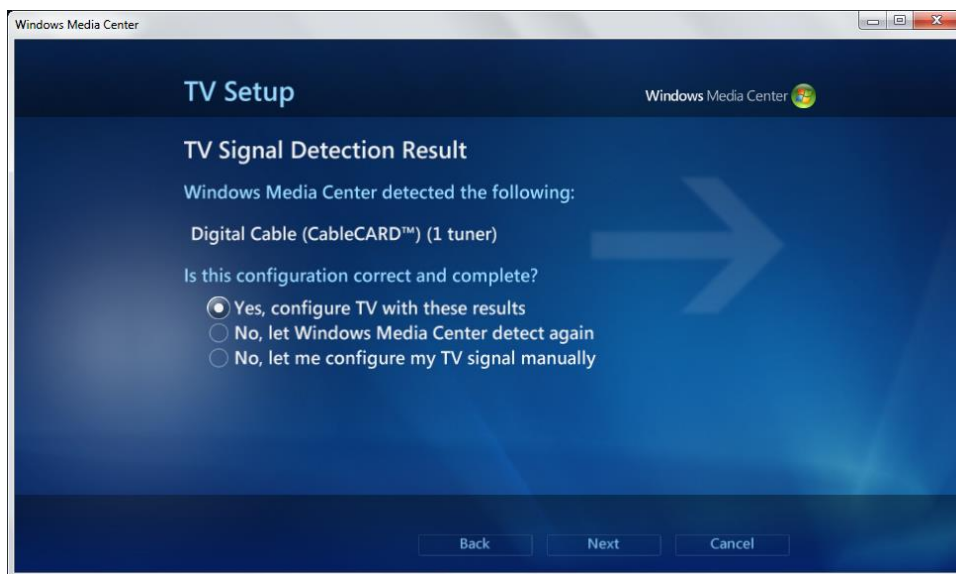 Windows Media Center
TV Setup
Windows Media Center
TV Signal Detection Result
Windows Media Center detected the following:
Digital Cable (CableCARD™) (1 tuner)
Is this configuration correct and complete?
Yes, configure TV with these results
No, let Windows Media Center detect again
No, let me configure my TV signal manually
Back Next Cancel